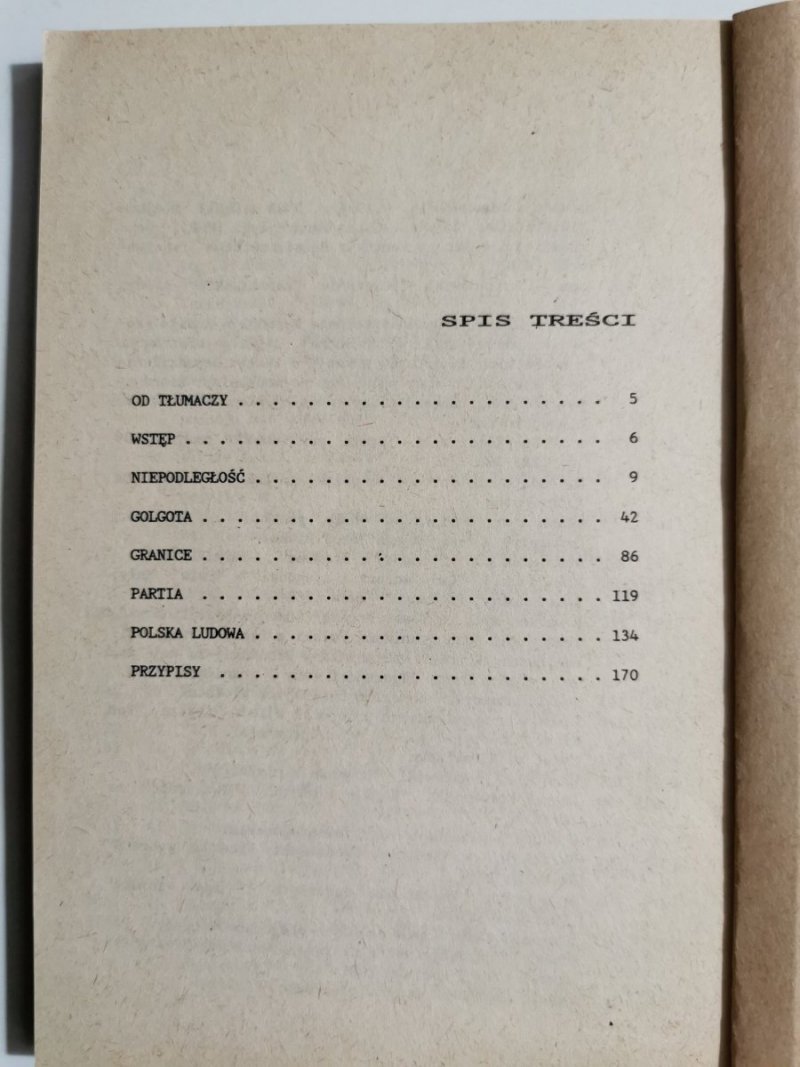 SPIS TREŚCI
OD TŁUMACZY . . . . . . . . . . . . . . . . . . . . . 5
WSTĘP . . . . . . . . . . . . . . . . . . . . . . . . 6
NIEPODLEGŁOŚĆ . . . . . . . . . . . . . . . . . . . . 9
GOLGOTA . . . . . . . . . . . . . . . . . . . . . . . 42
GRANICE . . . . . . . . . . . . . . . . . . . . . . . 86
PARTIA . . . . . . . . . . . . . . . . . . . . . . . 119
POLSKA LUDOWA . . . . . . . . . . . . . . . . . . . . 134
PRZYPISY . . . . . . . . . . . . . . . . . . . . . . 170